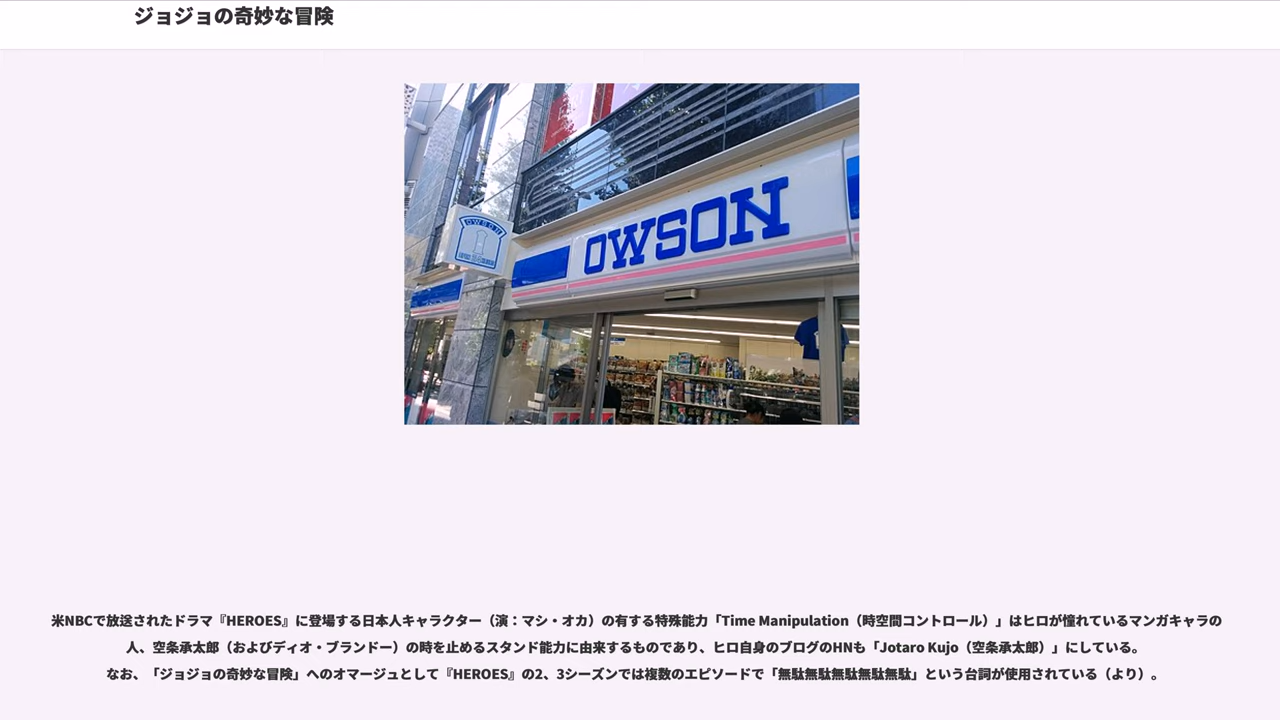 ジョジョの奇妙な冒険
OWSON
OWSON
米NBCで放送されたドラマ『HEROES』に登場する日本人キャラクター（演：マシ・オカ）の有する特殊能力「Time Manipulation（時空間コントロール）」はヒロが憧れているマンガキャラの
人、空条承太郎（およびディオ・ブランドー）の時を止めるスタンド能力に由来するものであり、ヒロ自身のブログのHNも「Jotaro Kujo（空条承太郎）」にしている。
なお、「ジョジョの奇妙な冒険」へのオマージュとして『HEROES』の2、3シーズンでは複数のエピソードで「無駄無駄無駄無駄無駄」という台詞が使用されている（より）。